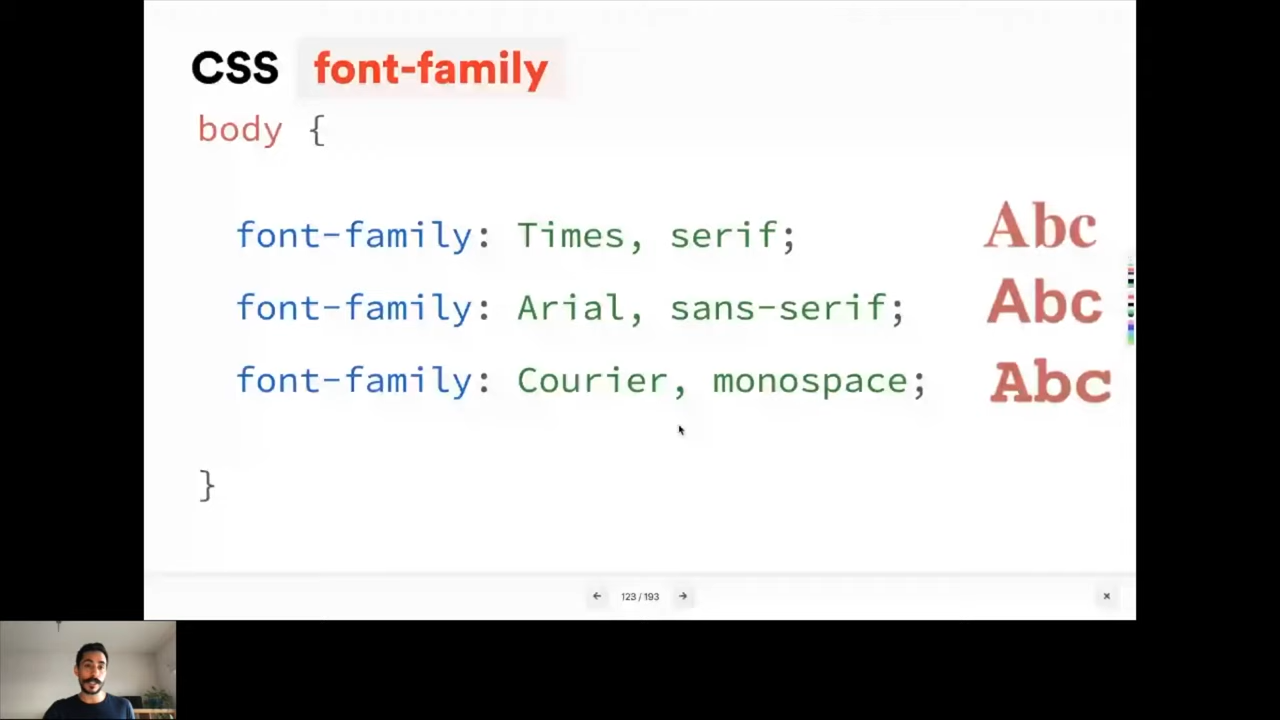 CSS font-family
body {
font-family: Times, serif; Abc
font-family: Arial, sans-serif; Abc
font-family: Courier, monospace; Abc
}
← 123 / 193 → ×